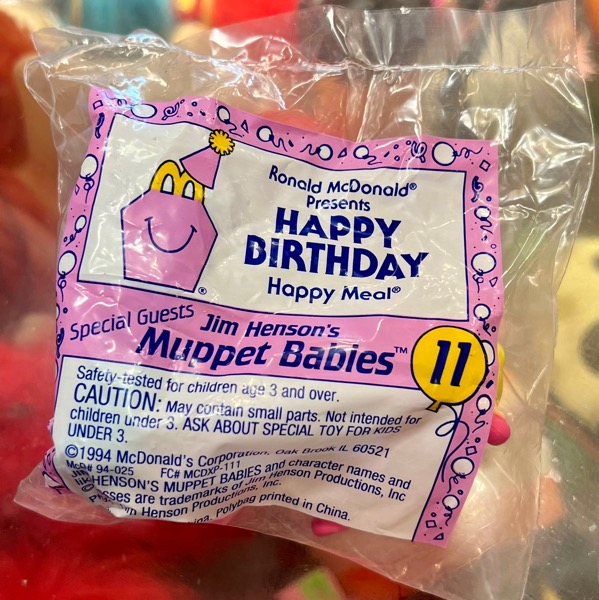 Ronald McDonald®
Presents
HAPPY
BIRTHDAY
Happy Meal®
®
Special Guests Jim Henson's
Muppet Babies™
11
Safety-tested for children age 3 and over.
CAUTION: May contain small parts. Not intended for
children under 3. ASK ABOUT SPECIAL TOY FOR KIDS
UNDER 3.
©1994 McDonald's Corporation, Oak Brook IL 60521
McD# 94-025 FC# MCDXP-111
HENSON'S MUPPET BABIES and character names and
are trademarks of Jim Henson Productions, Inc
Henson Productions, Inc.
Polybag printed in China.